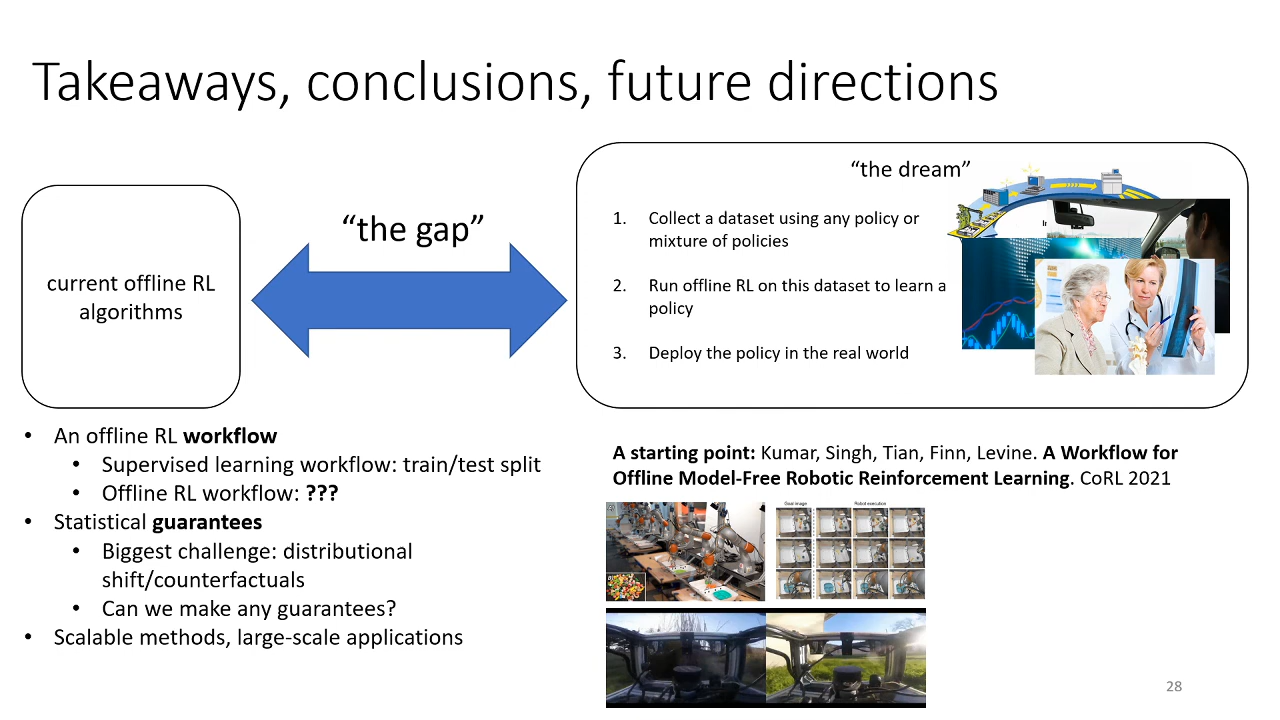 Takeaways, conclusions, future directions
current offline RL
algorithms
“the gap”
“the dream”
1. Collect a dataset using any policy or
mixture of policies
2. Run offline RL on this dataset to learn a
policy
3. Deploy the policy in the real world
• An offline RL workflow
• Supervised learning workflow: train/test split
• Offline RL workflow: ???
• Statistical guarantees
• Biggest challenge: distributional
shift/counterfactuals
• Can we make any guarantees?
• Scalable methods, large-scale applications
A starting point: Kumar, Singh, Tian, Finn, Levine. A Workflow for
Offline Model-Free Robotic Reinforcement Learning. CoRL 2021
Goal image
Robot execution
28